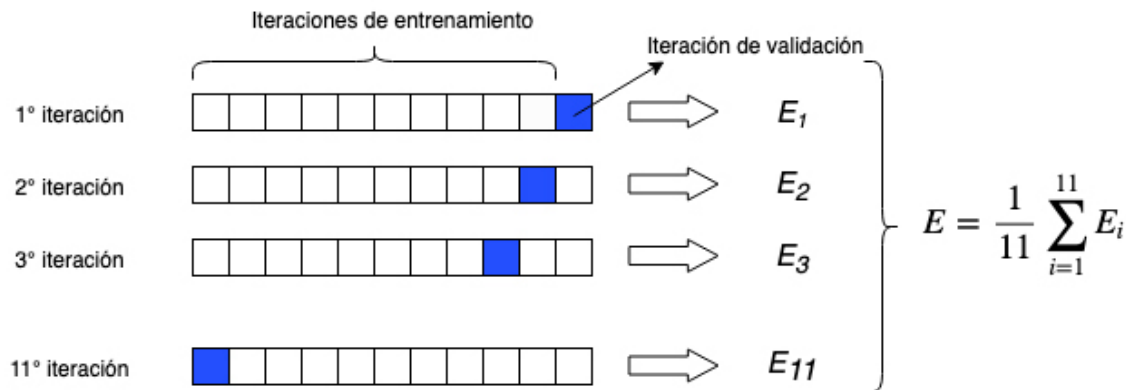 Iteraciones de entrenamiento
Iteración de validación
1° iteración
E1
2° iteración
E2
3° iteración
E3
11° iteración
E11
E = 1/11 11∑i=1 Ei